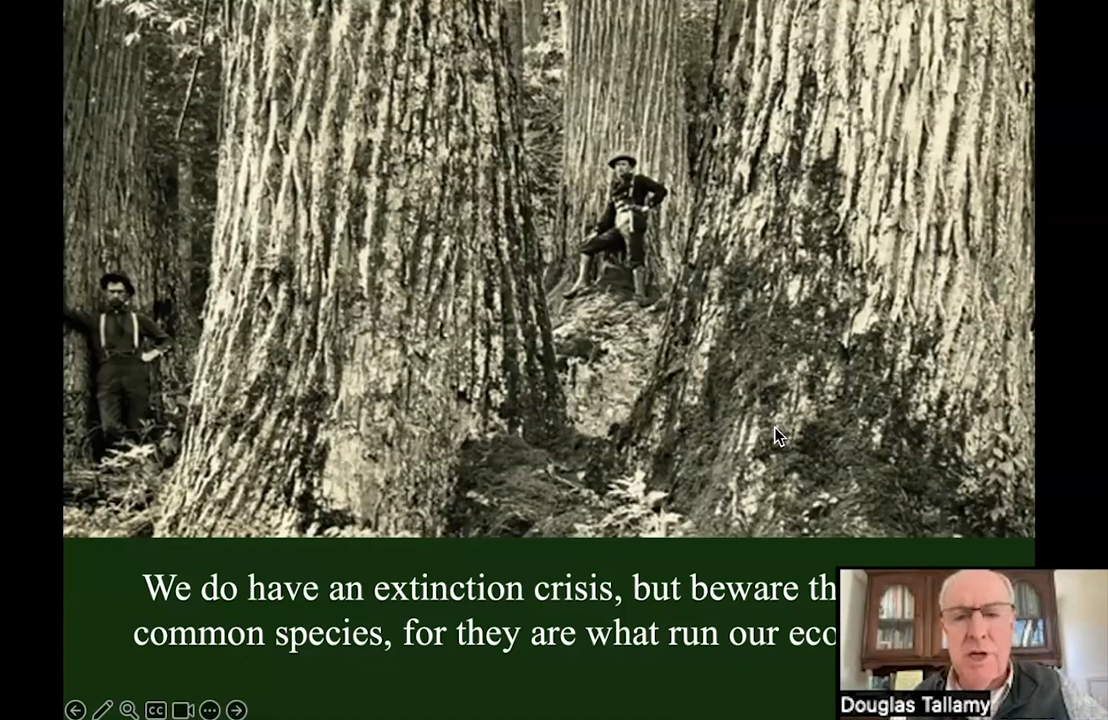 We do have an extinction crisis, but beware th
common species, for they are what run our eco
CC
Douglas Tallamy